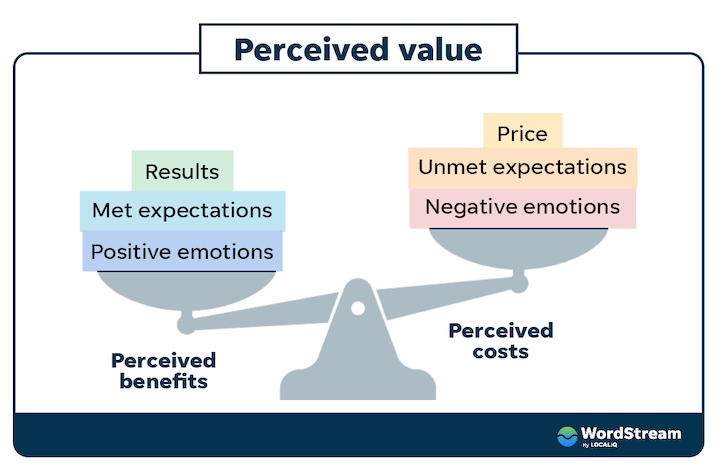 Perceived value
Results
Met expectations
Positive emotions
Price
Unmet expectations
Negative emotions
Perceived
benefits
Perceived
costs
WordStream
By LOCALiQ